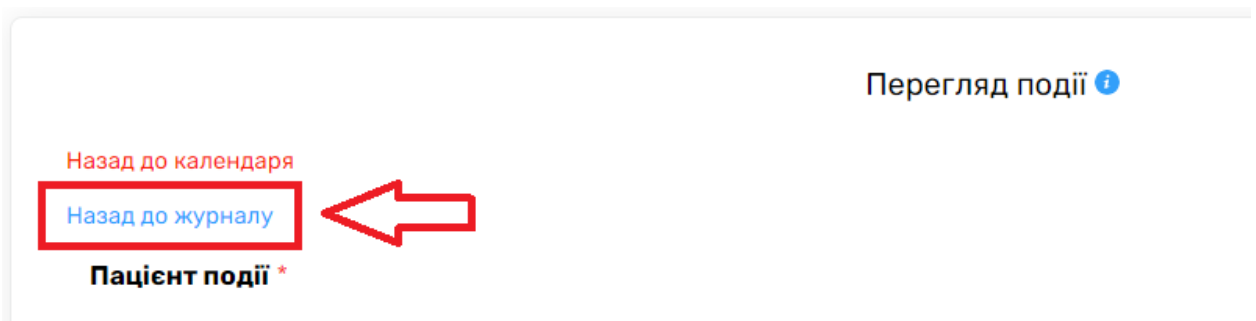 Перегляд події
Назад до календаря
Назад до журналу
Пацієнт події *